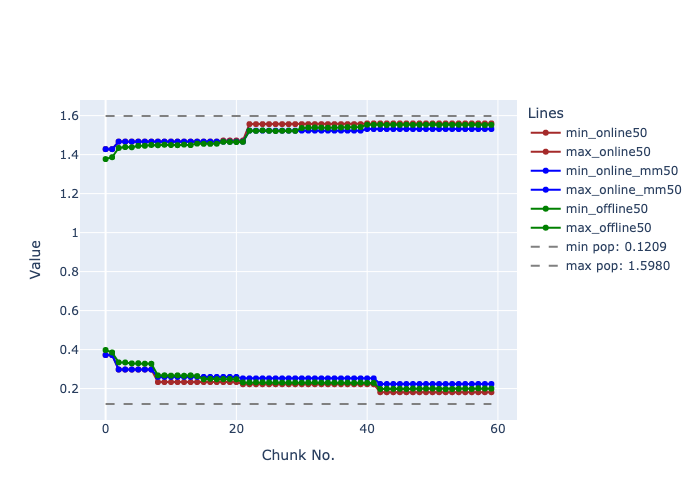 Lines
min_online50
max_online50
min_online_mm50
max_online_mm50
min_offline50
max_offline50
min pop: 0.1209
max pop: 1.5980
1.6
1.4
1.2
1
0.8
0.6
0.4
0.2
Value
0 20 40 60
Chunk No.